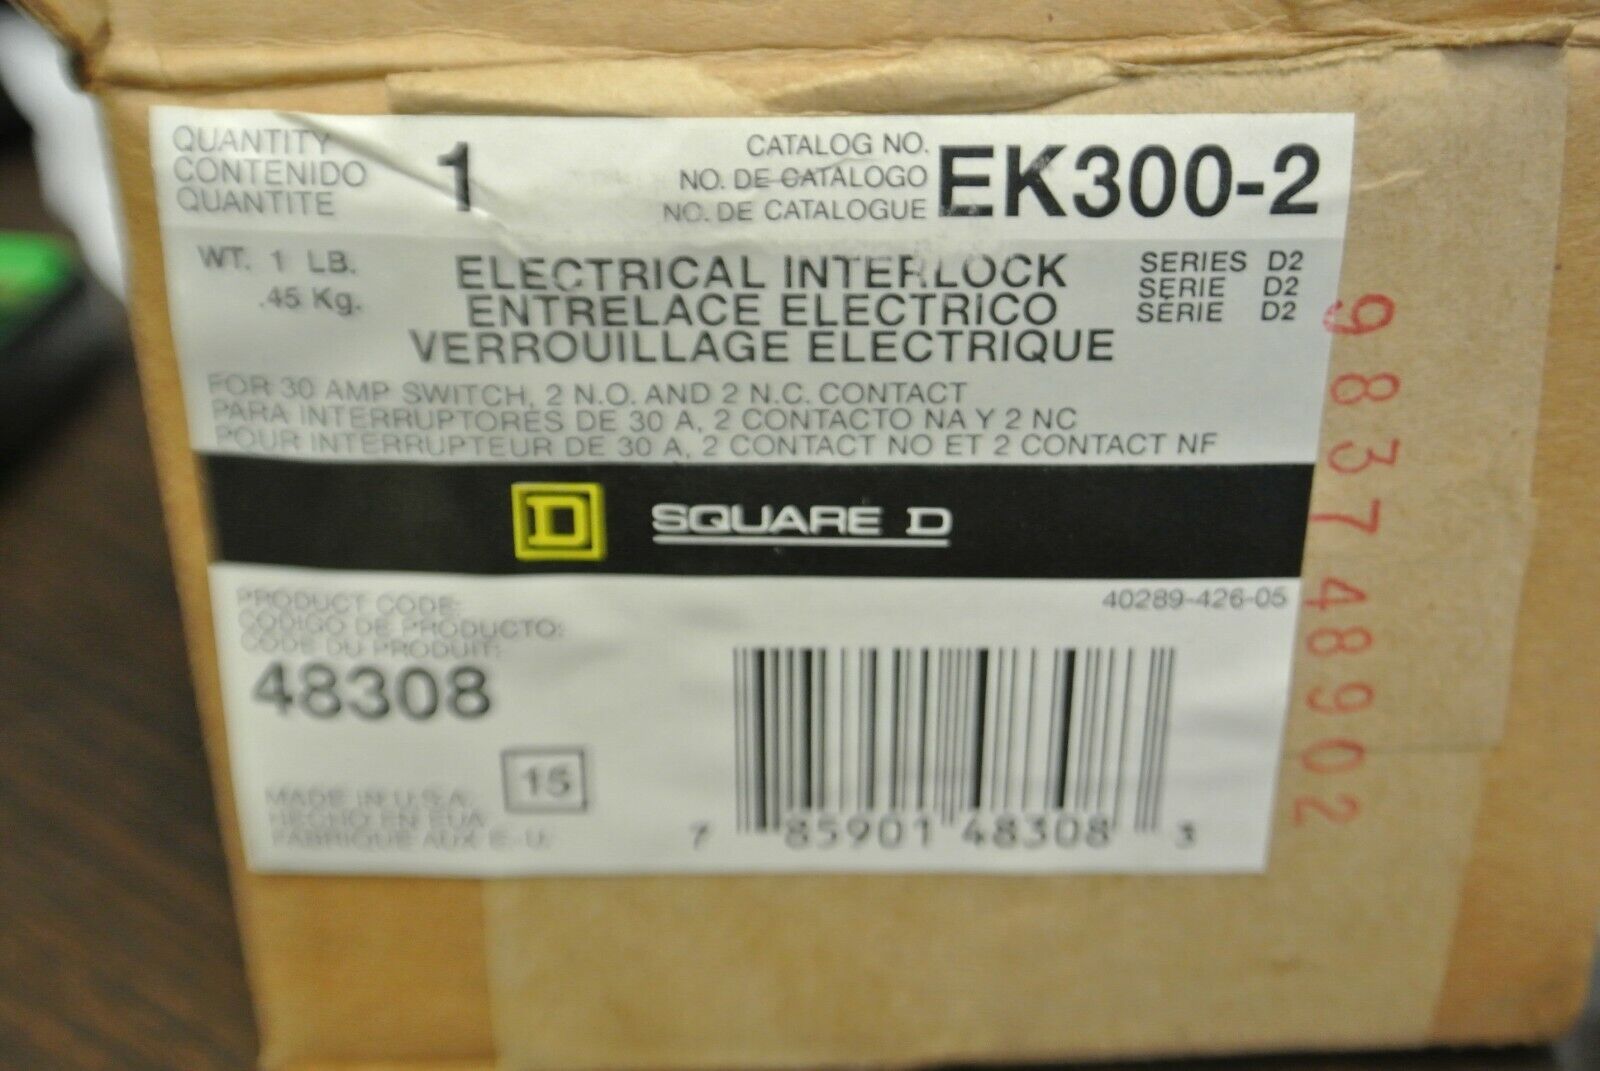 QUANTITY
CONTENIDO
QUANTITE
1
CATALOG NO.
NO. DE CATALOGO
NO. DE CATALOGUE
EK300-2
WT. 1 LB.
.45 Kg.
ELECTRICAL INTERLOCK
ENTRELACE ELECTRICO
VERROUILLAGE ELECTRIQUE
SERIES D2
SERIE D2
SÉRIE D2
FOR 30 AMP SWITCH, 2 N.O. AND 2 N.C. CONTACT
PARA INTERRUPTORES DE 30 A, 2 CONTACTO NA Y 2 NC
POUR INTERRUPTEUR DE 30 A, 2 CONTACT NO ET 2 CONTACT NF
D SQUARE D
PRODUCT CODE:
CODIGO DE PRODUCTO:
CODE DU PRODUIT:
48308
40289-426-05
15
MADE IN U.S.A.
HECHO EN EUA
FABRIQUE AUX E.-U.
7 85901 48308 3
983748902